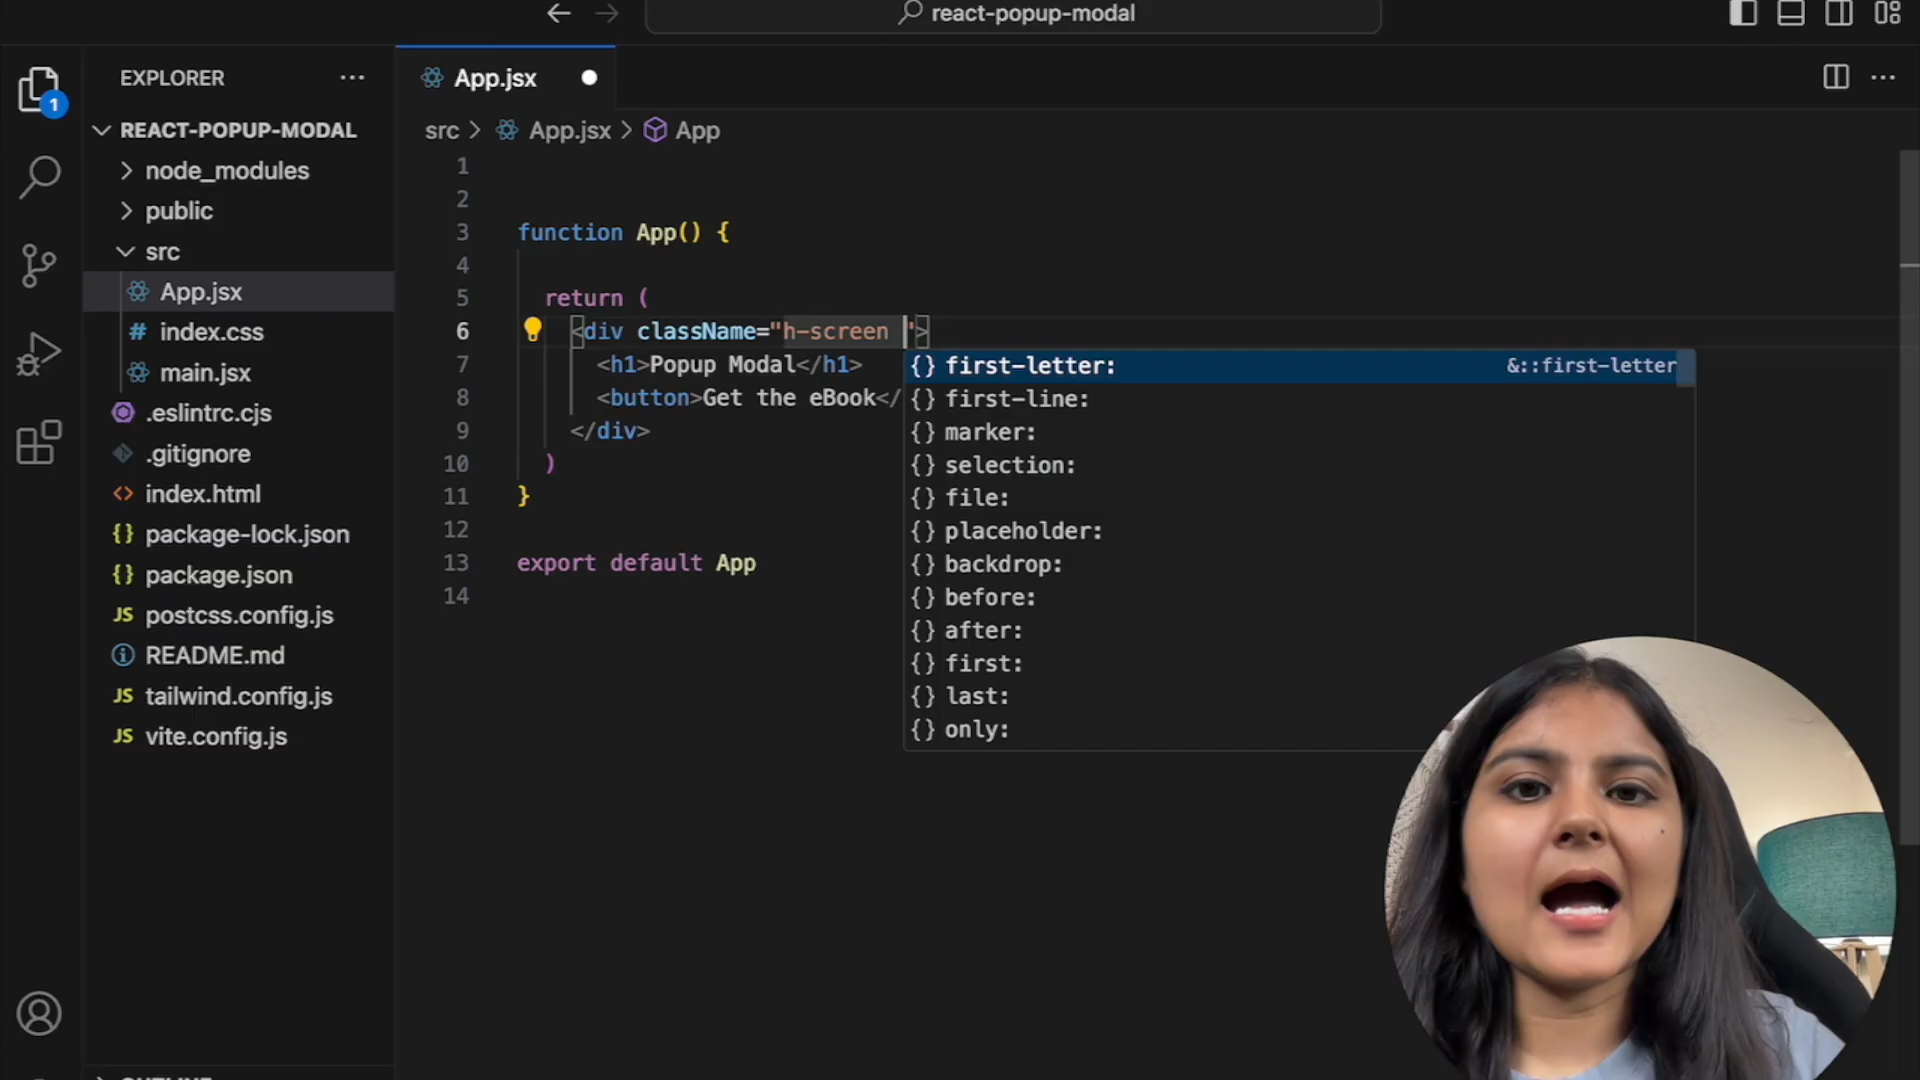 react-popup-modal
EXPLORER
App.jsx
1
REACT-POPUP-MODAL
node_modules
public
src
App.jsx
index.css
main.jsx
.eslintrc.cjs
.gitignore
index.html
package-lock.json
package.json
JS postcss.config.js
README.md
JS tailwind.config.js
JS vite.config.js
src > App.jsx > App
1
2
3 function App() {
4
5 return (
6 <div className="h-screen ">
7 <h1>Popup Modal</h1>
8 <button>Get the eBook</
9 </div>
10 )
11 }
12
13 export default App
14
{} first-letter: &::first-letter
{} first-line:
{} marker:
{} selection:
{} file:
{} placeholder:
{} backdrop:
{} before:
{} after:
{} first:
{} last:
{} only: